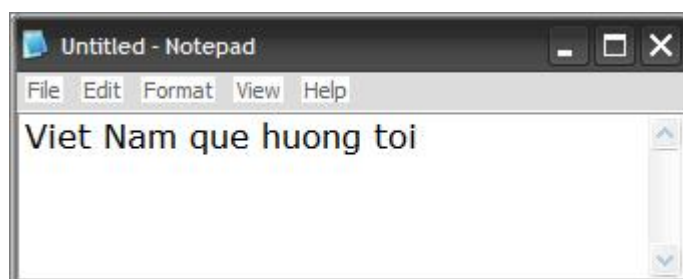 Untitled - Notepad
File Edit Format View Help
Viet Nam que huong toi